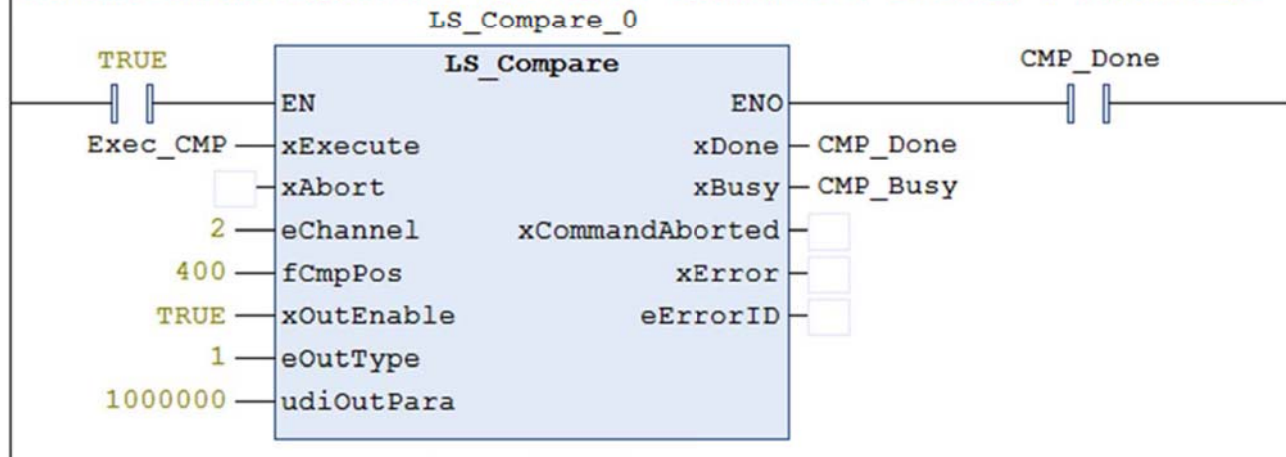 LS_Compare_0
TRUE LS_Compare CMP_Done
EN ENO
Exec_CMP xExecute xDone CMP_Done
xAbort xBusy CMP_Busy
2 eChannel xCommandAborted
400 fCmpPos xError
TRUE xOutEnable eErrorID
1 eOutType
1000000 udiOutPara